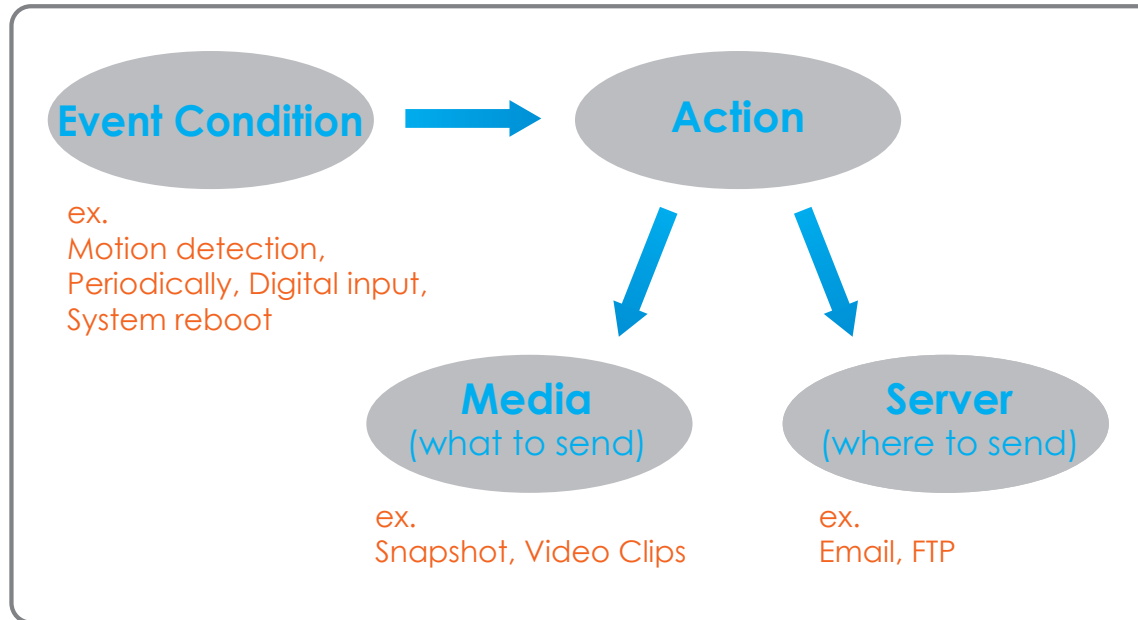 Event Condition
Action
ex.
Motion detection,
Periodically, Digital input,
System reboot
Media
(what to send)
Server
(where to send)
ex.
Snapshot, Video Clips
ex.
Email, FTP